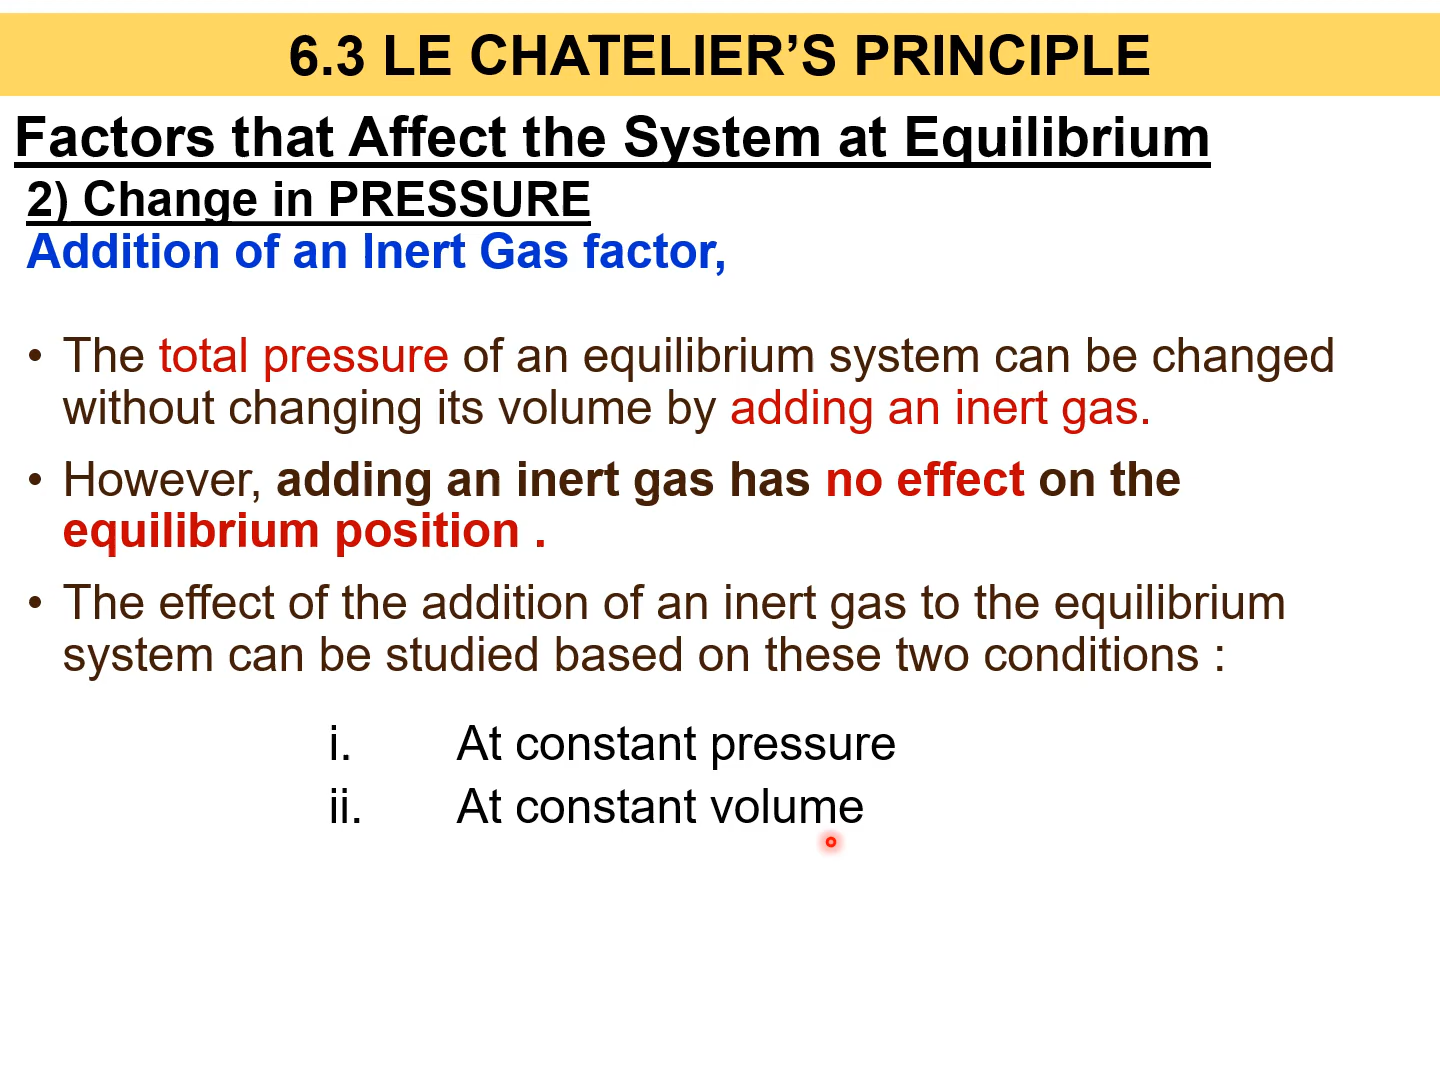 6.3 LE CHATELIER’S PRINCIPLE
Factors that Affect the System at Equilibrium
2) Change in PRESSURE
Addition of an Inert Gas factor,
• The total pressure of an equilibrium system can be changed
without changing its volume by adding an inert gas.
• However, adding an inert gas has no effect on the
equilibrium position .
• The effect of the addition of an inert gas to the equilibrium
system can be studied based on these two conditions :
i. At constant pressure
ii. At constant volume